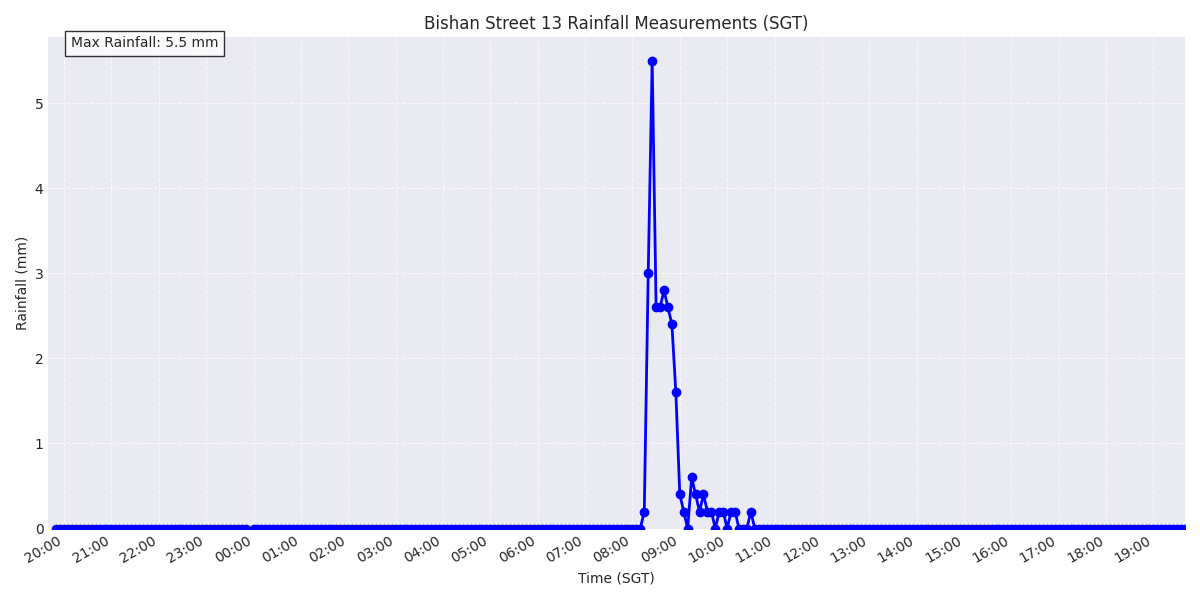 Bishan Street 13 Rainfall Measurements (SGT)
Max Rainfall: 5.5 mm
Rainfall (mm)
5
4
3
2
1
0
20:00 21:00 22:00 23:00 00:00 01:00 02:00 03:00 04:00 05:00 06:00 07:00 08:00 09:00 10:00 11:00 12:00 13:00 14:00 15:00 16:00 17:00 18:00 19:00
Time (SGT)